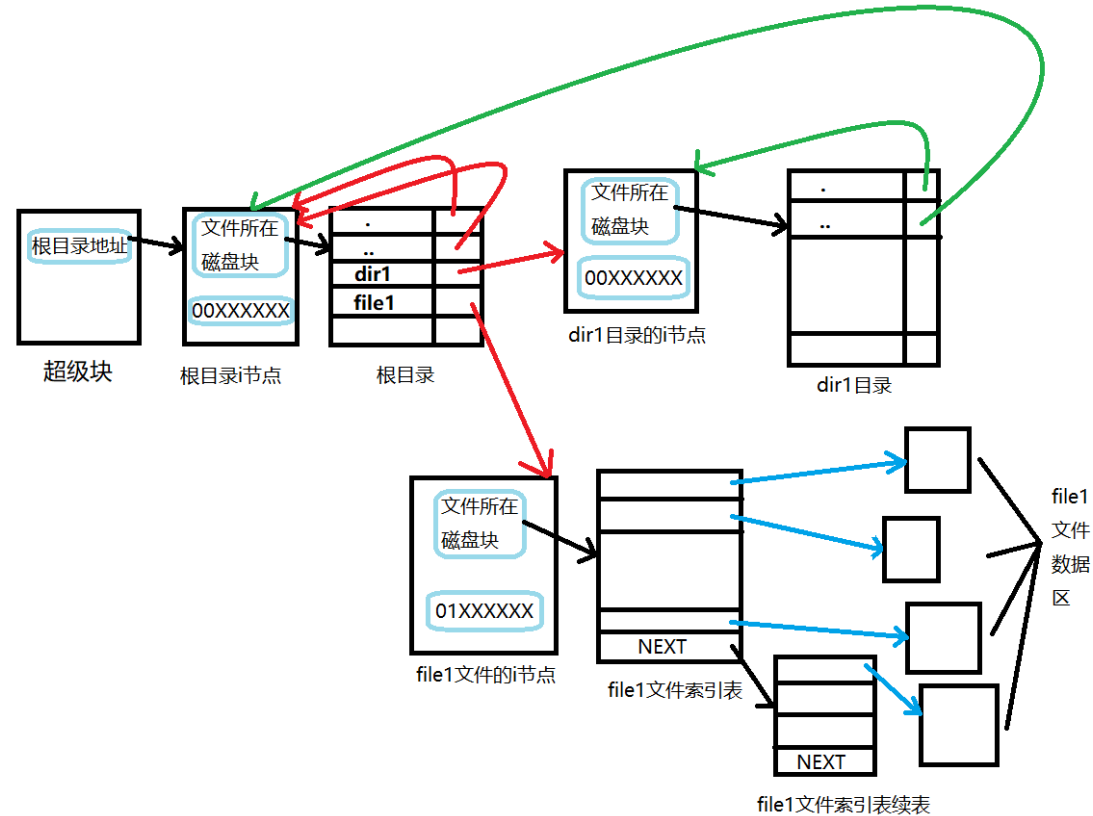 根目录地址
超级块
文件所在
磁盘块
00XXXXXX
根目录i节点
.
..
dir1
file1
根目录
文件所在
磁盘块
00XXXXXX
dir1目录的i节点
.
..
dir1目录
文件所在
磁盘块
01XXXXXX
file1文件的i节点
NEXT
file1文件索引表
NEXT
file1文件索引表续表
file1
文件
数据
区